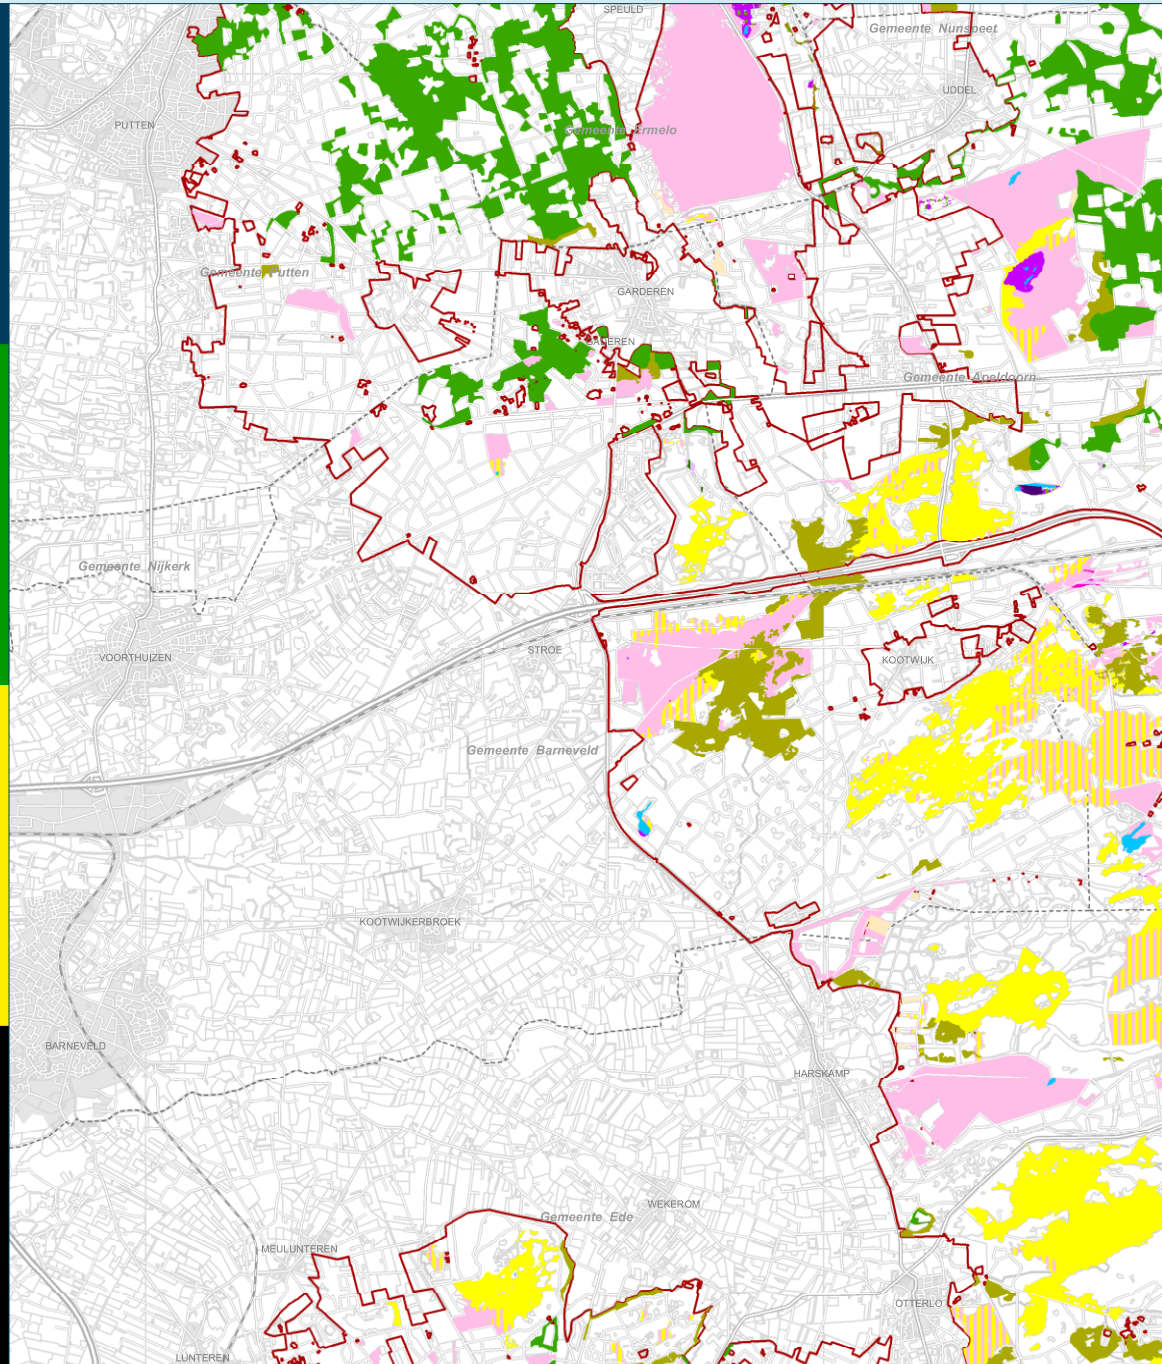 SPEULD
Gemeente Nunspeet
UDDEL
PUTTEN
Gemeente Ermelo
Gemeente Putten
GARDEREN
Gemeente Apeldoorn
Gemeente Nijkerk
VOORTHUIZEN
STROE
KOOTWIJK
Gemeente Barneveld
KOOTWIJKERBROEK
BARNEVELD
HARSKAMP
WEKEROM
Gemeente Ede
MEULUNTEREN
OTTERLO
LUNTEREN